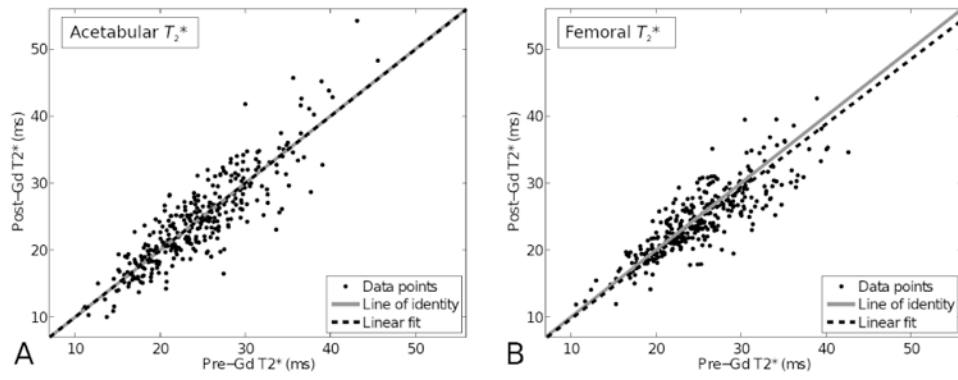 Acetabular T₂*
50
40
30
20
10
Post–Gd T2* (ms)
Data points
Line of identity
Linear fit
10 20 30 40 50
Pre–Gd T2* (ms)
A
Femoral T₂*
50
40
30
20
10
Post–Gd T2* (ms)
Data points
Line of identity
Linear fit
10 20 30 40 50
Pre–Gd T2* (ms)
B